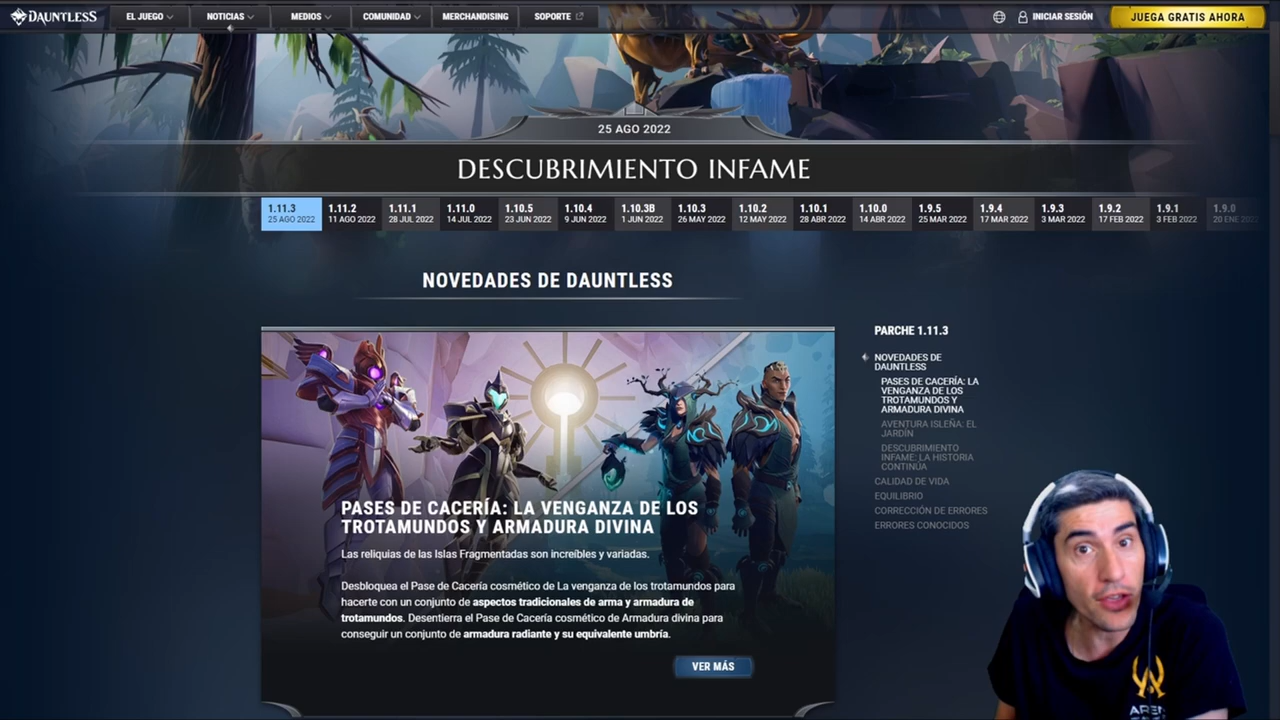 DAUNTLESS
EL JUEGO
NOTICIAS
MEDIOS
COMUNIDAD
MERCHANDISING
SOPORTE
INICIAR SESIÓN
JUEGA GRATIS AHORA
25 AGO 2022
DESCUBRIMIENTO INFAME
1.11.3
25 AGO 2022
1.11.2
11 AGO 2022
1.11.1
28 JUL 2022
1.11.0
14 JUL 2022
1.10.5
23 JUN 2022
1.10.4
9 JUN 2022
1.10.3B
1 JUN 2022
1.10.3
26 MAY 2022
1.10.2
12 MAY 2022
1.10.1
28 ABR 2022
1.10.0
14 ABR 2022
1.9.5
25 MAR 2022
1.9.4
17 MAR 2022
1.9.3
3 MAR 2022
1.9.2
17 FEB 2022
1.9.1
3 FEB 2022
1.9.0
20 ENE 2022
NOVEDADES DE DAUNTLESS
PASES DE CACERÍA: LA VENGANZA DE LOS
TROTAMUNDOS Y ARMADURA DIVINA
Las reliquias de las Islas Fragmentadas son increíbles y variadas.
Desbloquea el Pase de Cacería cosmético de La venganza de los trotamundos para
hacerte con un conjunto de aspectos tradicionales de arma y armadura de
trotamundos. Desentierra el Pase de Cacería cosmético de Armadura divina para
conseguir un conjunto de armadura radiante y su equivalente umbría.
VER MÁS
PARCHE 1.11.3
NOVEDADES DE
DAUNTLESS
PASES DE CACERÍA: LA
VENGANZA DE LOS
TROTAMUNDOS Y
ARMADURA DIVINA
AVENTURA ISLEÑA: EL
JARDÍN
DESCUBRIMIENTO
INFAME: LA HISTORIA
CONTINÚA
CALIDAD DE VIDA
EQUILIBRIO
CORRECCIÓN DE ERRORES
ERRORES CONOCIDOS